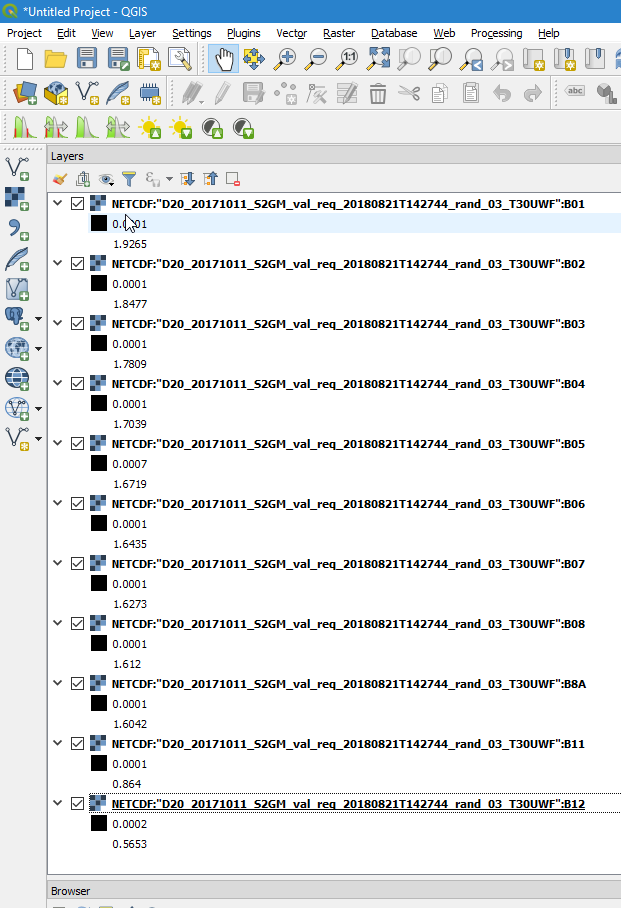 *Untitled Project - QGIS
Project Edit View Layer Settings Plugins Vector Raster Database Web Processing Help
1:1
abc
Layers
NETCDF:"D20_20171011_S2GM_val_req_20180821T142744_rand_03_T30UWF":B01
1.9265
NETCDF:"D20_20171011_S2GM_val_req_20180821T142744_rand_03_T30UWF":B02
0.0001
1.8477
NETCDF:"D20_20171011_S2GM_val_req_20180821T142744_rand_03_T30UWF":B03
0.0001
1.7809
NETCDF:"D20_20171011_S2GM_val_req_20180821T142744_rand_03_T30UWF":B04
0.0001
1.7039
NETCDF:"D20_20171011_S2GM_val_req_20180821T142744_rand_03_T30UWF":B05
0.0007
1.6719
NETCDF:"D20_20171011_S2GM_val_req_20180821T142744_rand_03_T30UWF":B06
0.0001
1.6435
NETCDF:"D20_20171011_S2GM_val_req_20180821T142744_rand_03_T30UWF":B07
0.0001
1.6273
NETCDF:"D20_20171011_S2GM_val_req_20180821T142744_rand_03_T30UWF":B08
0.0001
1.612
NETCDF:"D20_20171011_S2GM_val_req_20180821T142744_rand_03_T30UWF":B8A
0.0001
1.6042
NETCDF:"D20_20171011_S2GM_val_req_20180821T142744_rand_03_T30UWF":B11
0.0001
0.864
NETCDF:"D20_20171011_S2GM_val_req_20180821T142744_rand_03_T30UWF":B12
0.0002
0.5653
Browser